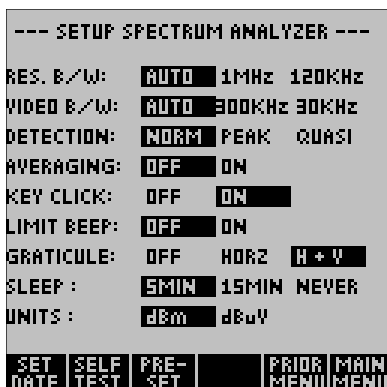 --- SETUP SPECTRUM ANALYZER ---
RES. B/W: AUTO 1MHz 120KHz
VIDEO B/W: AUTO 300KHz 30KHz
DETECTION: NORM PEAK QUASI
AVERAGING: OFF ON
KEY CLICK: OFF ON
LIMIT BEEP: OFF ON
GRATICULE: OFF HORZ H + V
SLEEP : 5MIN 15MIN NEVER
UNITS : dBm dBuV
SET SELF PRE- PRIOR MAIN
DATE TEST SET MENU MENU